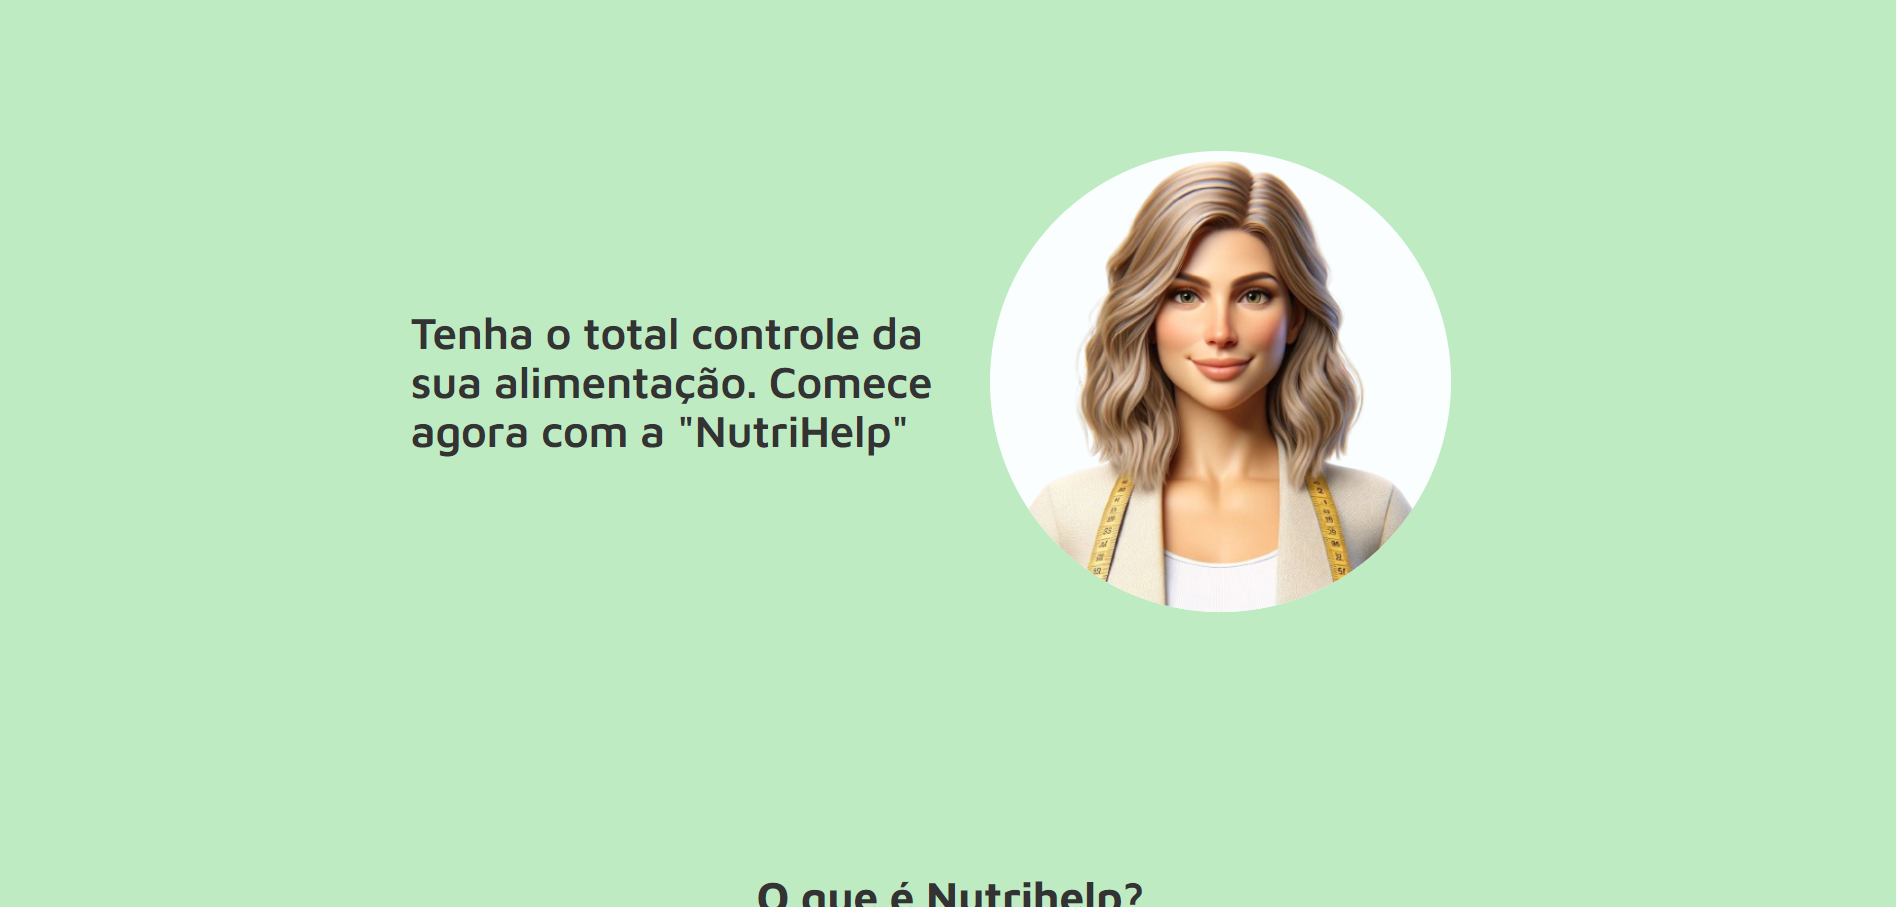 Tenha o total controle da
sua alimentação. Comece
agora com a "NutriHelp"
O que é Nutrihelp?